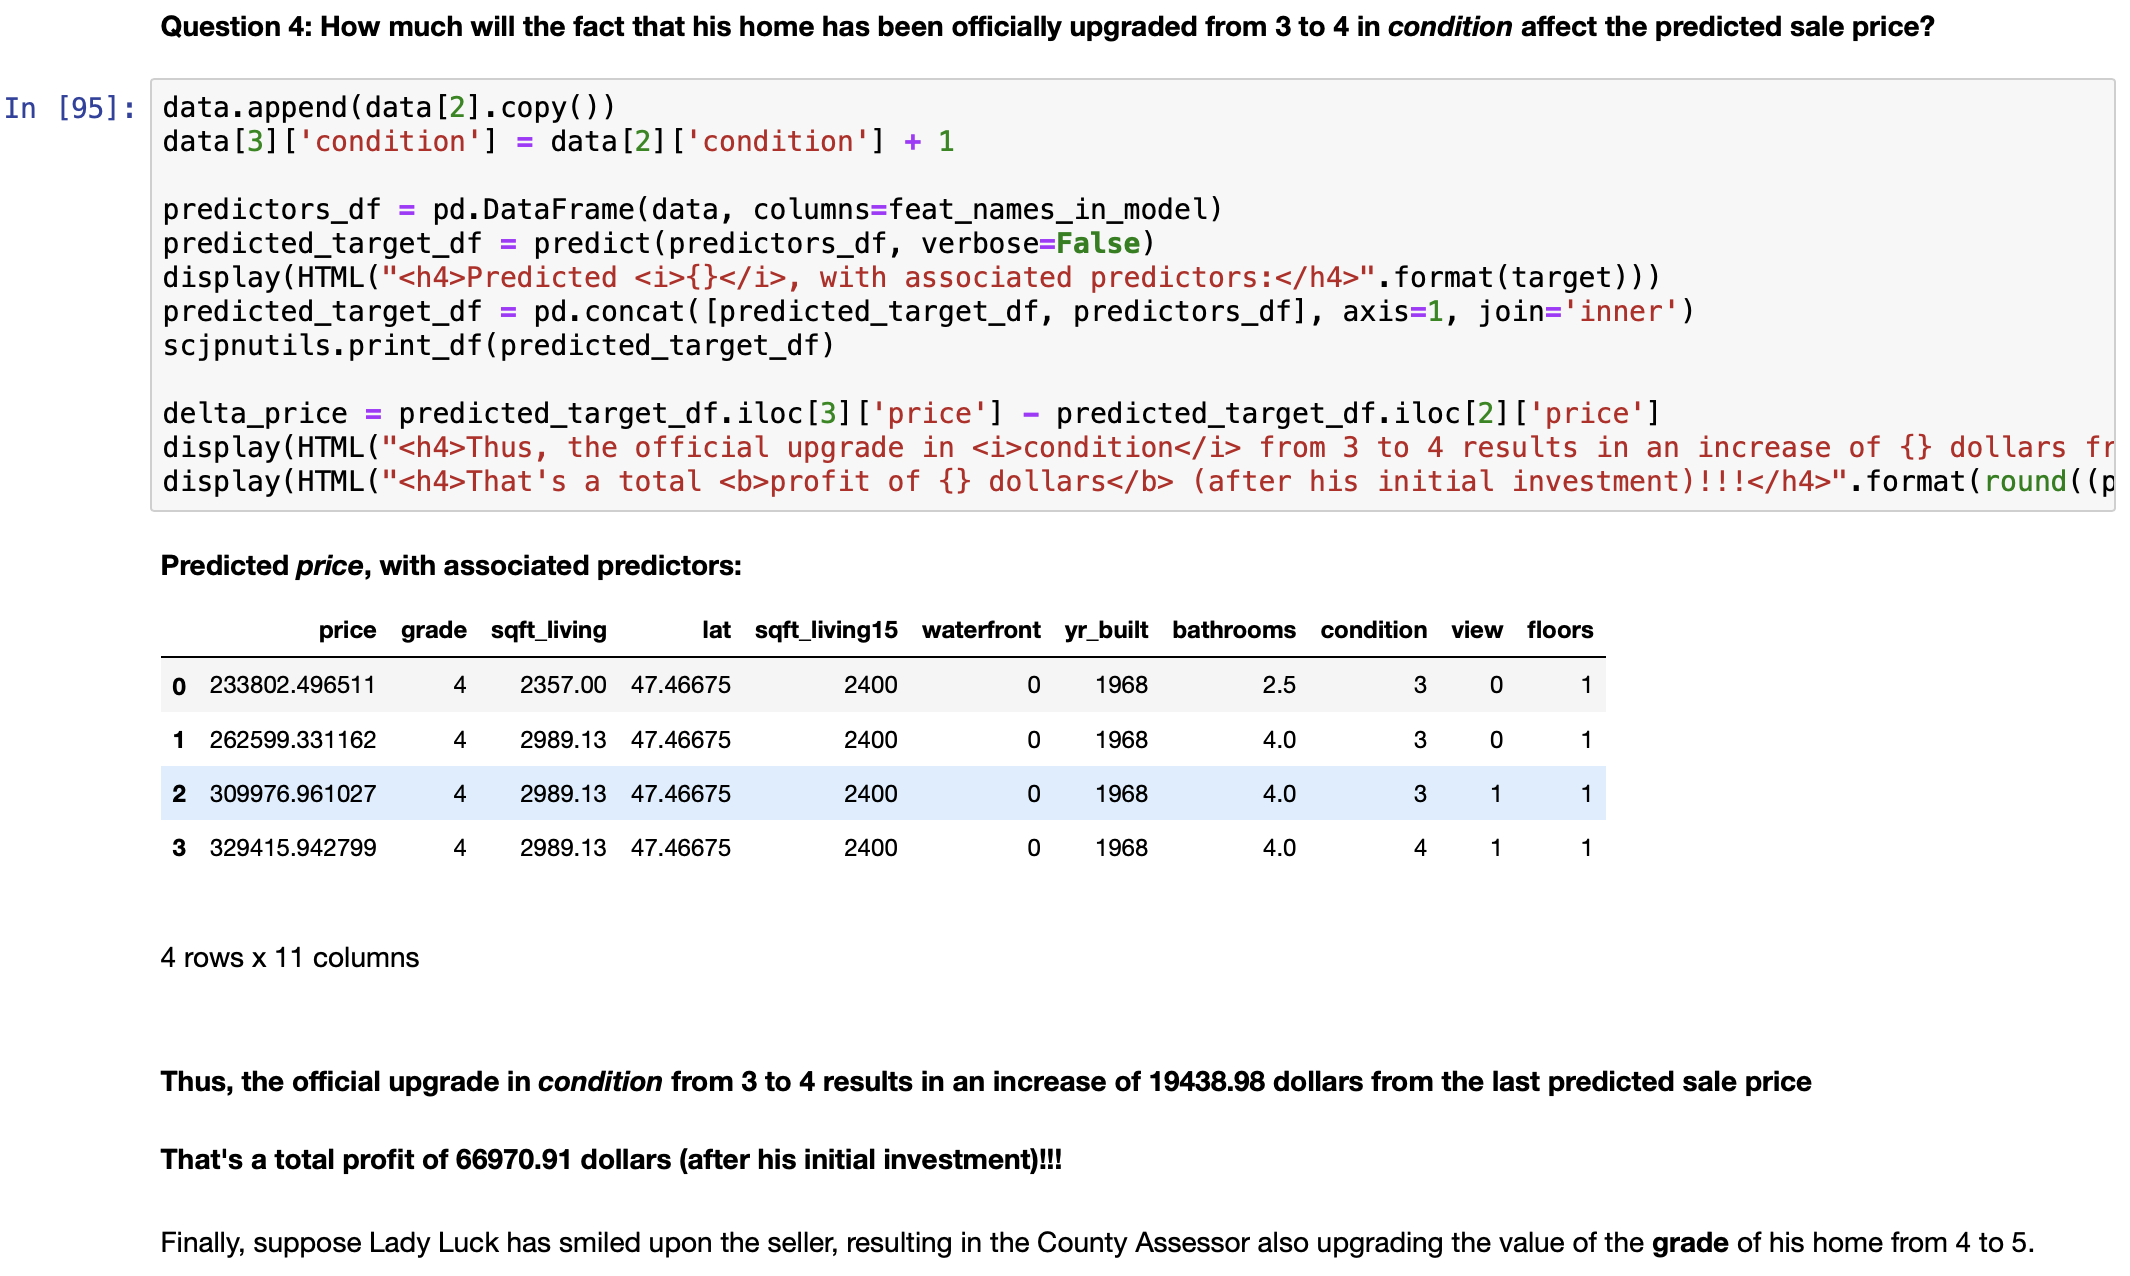 Question 4: How much will the fact that his home has been officially upgraded from 3 to 4 in condition affect the predicted sale price?
In [95]:
data.append(data[2].copy())
data[3]['condition'] = data[2]['condition'] + 1
predictors_df = pd.DataFrame(data, columns=feat_names_in_model)
predicted_target_df = predict(predictors_df, verbose=False)
display(HTML("<h4>Predicted <i>{}</i>, with associated predictors:</h4>".format(target)))
predicted_target_df = pd.concat([predicted_target_df, predictors_df], axis=1, join='inner')
scjpnutils.print_df(predicted_target_df)
delta_price = predicted_target_df.iloc[3]['price'] - predicted_target_df.iloc[2]['price']
display(HTML("<h4>Thus, the official upgrade in <i>condition</i> from 3 to 4 results in an increase of {} dollars fr
display(HTML("<h4>That's a total <b>profit of {} dollars</b> (after his initial investment)!!!</h4>".format(round((p
Predicted price, with associated predictors:
price grade sqft_living lat sqft_living15 waterfront yr_built bathrooms condition view floors
0 233802.496511 4 2357.00 47.46675 2400 0 1968 2.5 3 0 1
1 262599.331162 4 2989.13 47.46675 2400 0 1968 4.0 3 0 1
2 309976.961027 4 2989.13 47.46675 2400 0 1968 4.0 3 1 1
3 329415.942799 4 2989.13 47.46675 2400 0 1968 4.0 4 1 1
4 rows x 11 columns
Thus, the official upgrade in condition from 3 to 4 results in an increase of 19438.98 dollars from the last predicted sale price
That's a total profit of 66970.91 dollars (after his initial investment)!!!
Finally, suppose Lady Luck has smiled upon the seller, resulting in the County Assessor also upgrading the value of the grade of his home from 4 to 5.